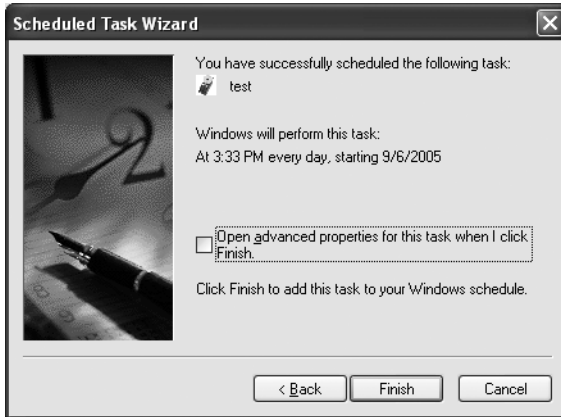 Scheduled Task Wizard
You have successfully scheduled the following task:
test
Windows will perform this task:
At 3:33 PM every day, starting 9/6/2005
Open advanced properties for this task when I click
Finish.
Click Finish to add this task to your Windows schedule.
< Back
Finish
Cancel